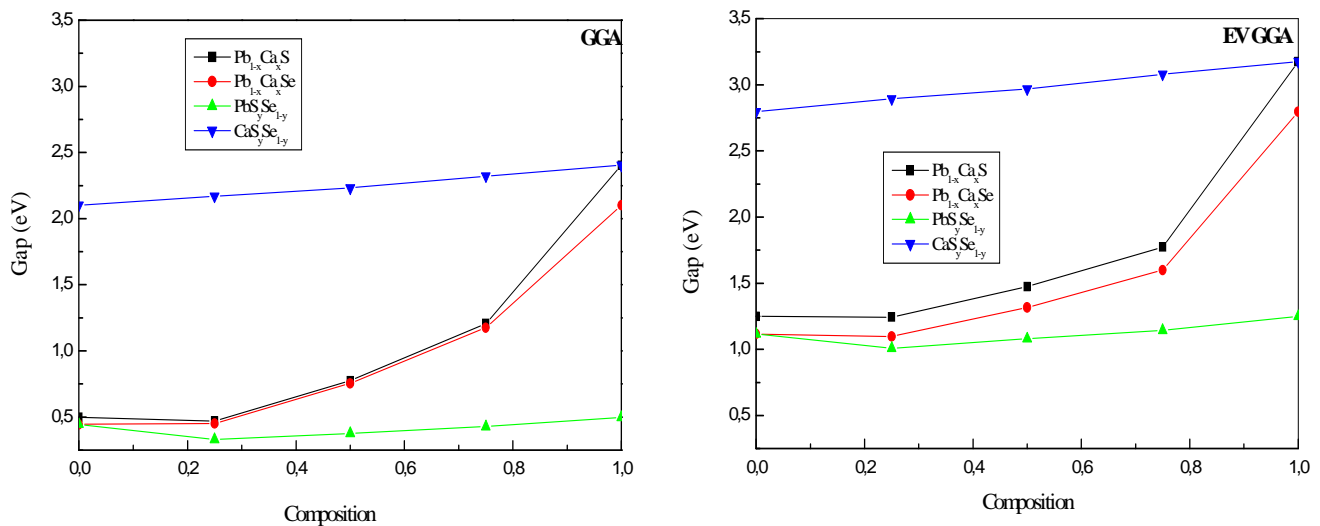 GGA
Pb1-xCaxS
Pb1-xCaxSe
PbSySe1-y
CaSySe1-y
3,5
3,0
2,5
2,0
1,5
1,0
0,5
Gap (eV)
0,0 0,2 0,4 0,6 0,8 1,0
Composition
EVGGA
Pb1-xCaxS
Pb1-xCaxSe
PbSySe1-y
CaSySe1-y
3,5
3,0
2,5
2,0
1,5
1,0
0,5
Gap (eV)
0,0 0,2 0,4 0,6 0,8 1,0
Composition